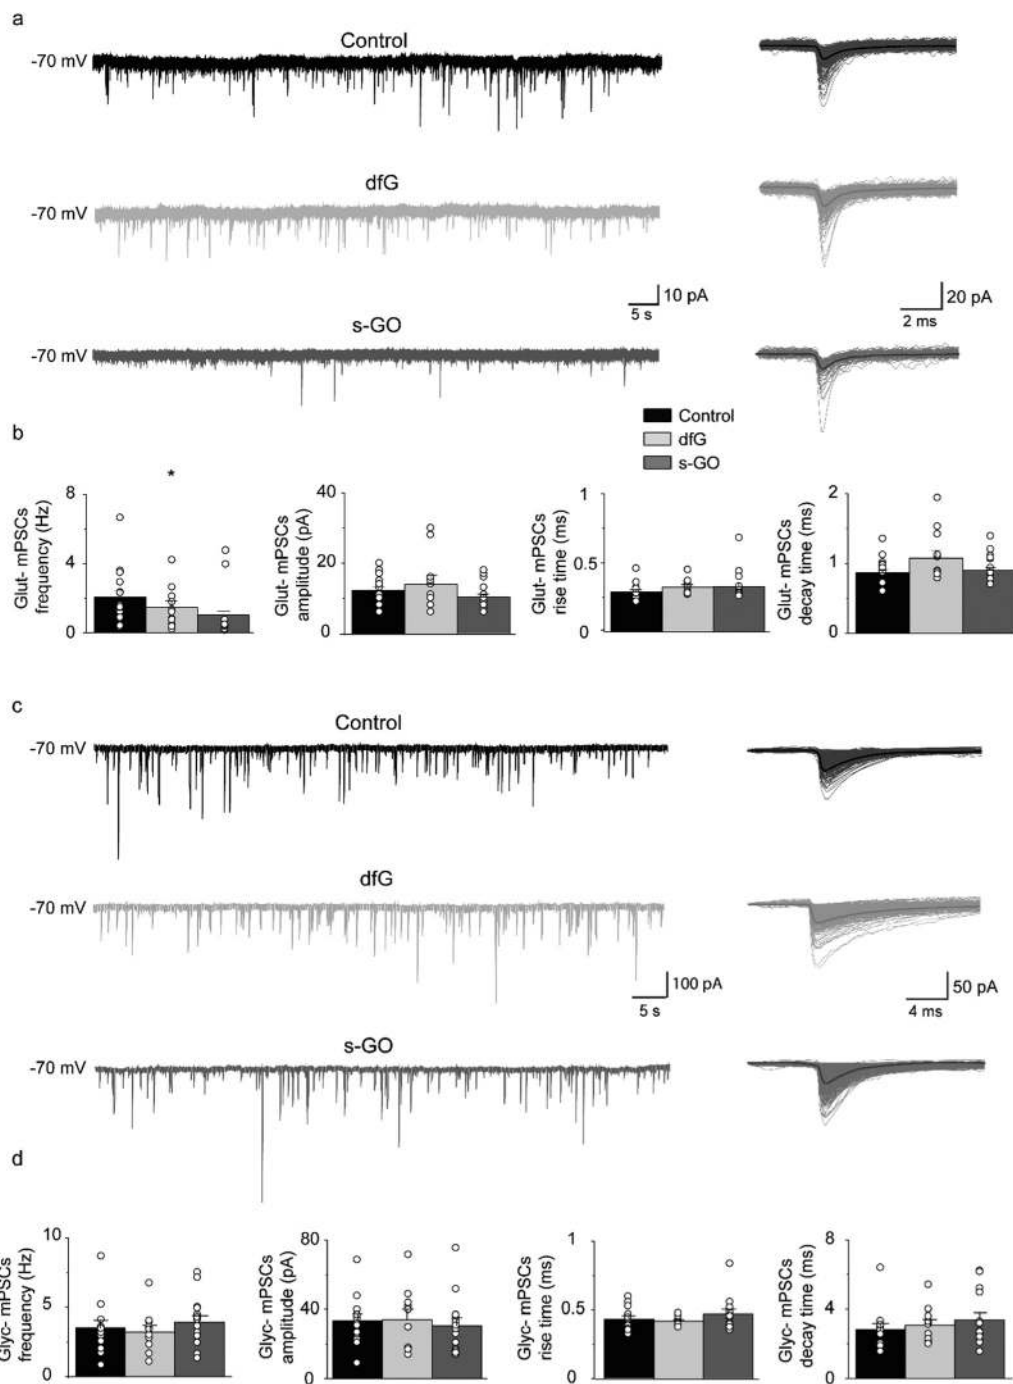 a
Control
-70 mV
dfG
-70 mV
10 pA
5 s
20 pA
2 ms
s-GO
-70 mV
Control
dfG
s-GO
b
*
Glut- mPSCs
frequency (Hz)
8
4
0
Glut- mPSCs
amplitude (pA)
40
20
0
Glut- mPSCs
rise time (ms)
1
0.5
0
Glut- mPSCs
decay time (ms)
2
1
0
c
Control
-70 mV
dfG
-70 mV
100 pA
5 s
50 pA
4 ms
s-GO
-70 mV
d
Glyc- mPSCs
frequency (Hz)
10
5
0
Glyc- mPSCs
amplitude (pA)
80
40
0
Glyc- mPSCs
rise time (ms)
1
0.5
0
Glyc- mPSCs
decay time (ms)
8
4
0